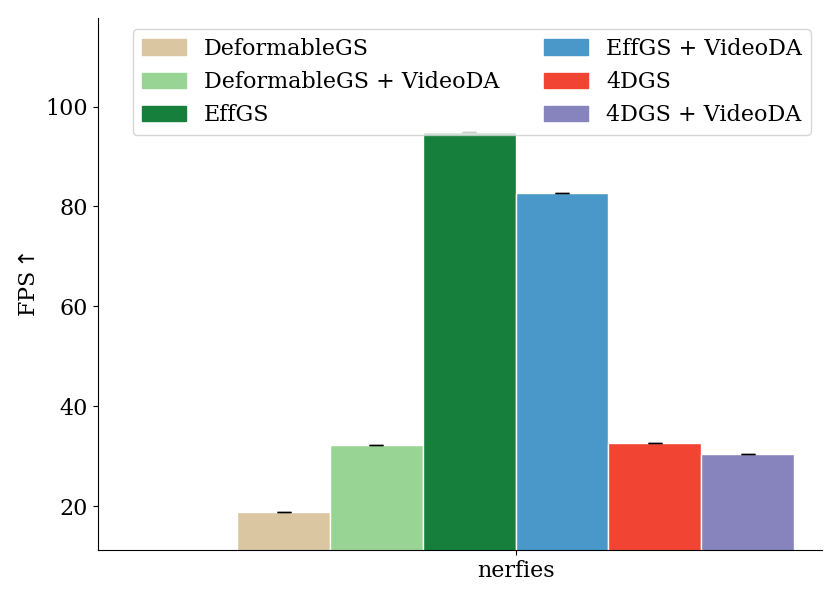 DeformableGS
DeformableGS + VideoDA
EffGS
EffGS + VideoDA
4DGS
4DGS + VideoDA
FPS ↑
100
80
60
40
20
nerfies